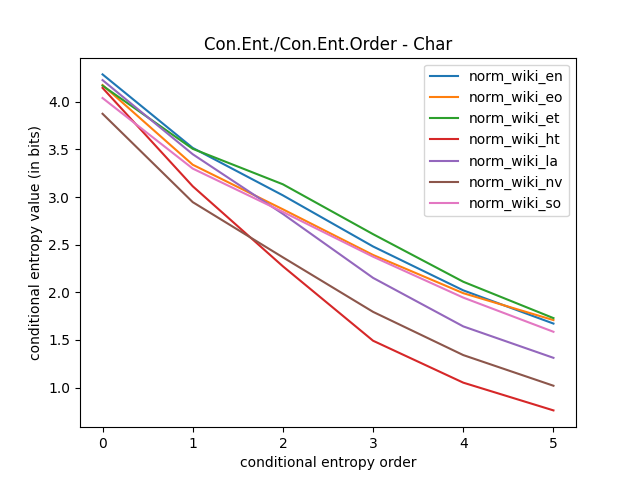 Con.Ent./Con.Ent.Order - Char
norm_wiki_en
norm_wiki_eo
norm_wiki_et
norm_wiki_ht
norm_wiki_la
norm_wiki_nv
norm_wiki_so
conditional entropy value (in bits)
4.0
3.5
3.0
2.5
2.0
1.5
1.0
0 1 2 3 4 5
conditional entropy order